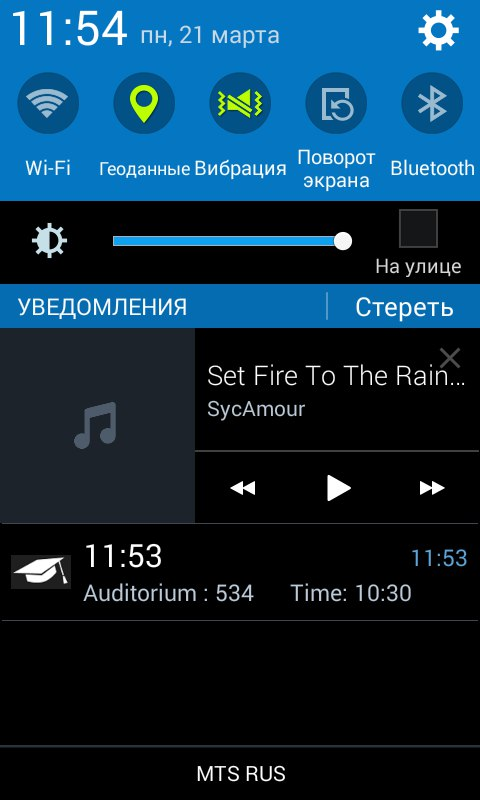 11:54 пн, 21 марта
Wi-Fi Геоданные Вибрация Поворот экрана Bluetooth
На улице
УВЕДОМЛЕНИЯ Стереть
Set Fire To The Rain...
SycAmour
11:53 11:53
Auditorium : 534 Time: 10:30
MTS RUS